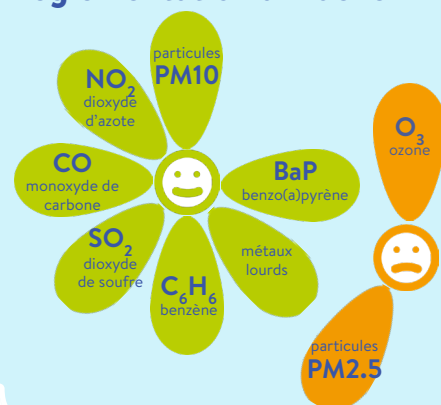 particules
PM10
NO2
dioxyde
d'azote
CO
monoxyde de
carbone
SO2
dioxyde
de soufre
C6H6
benzène
métaux
lourds
BaP
benzo(a)pyrène
O3
ozone
particules
PM2.5